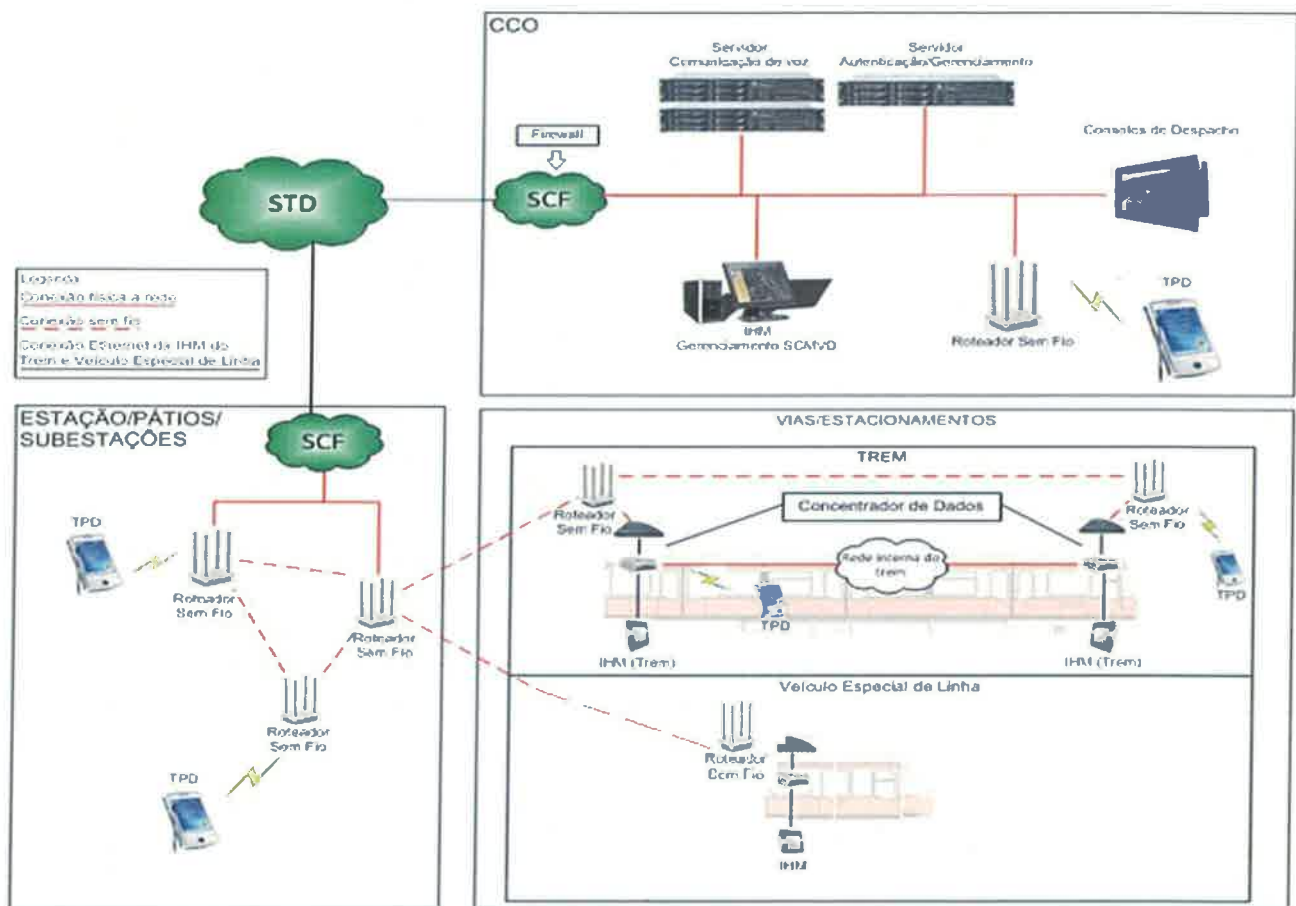 CCO
Servidor
Comunicação de voz
Servidor
Autenticação/Gerenciamento
Firewall
Consoles de Despacho
STD
SCF
Legenda
Conexão física a rede
Conexão sem fio
Conexão Ethernet da IHM do
Trem e Veículo Especial de Linha
IHM
Gerenciamento SCMVD
Roteador Sem Fio
TPD
ESTAÇÃO/PÁTIOS/
SUBESTAÇÕES
SCF
TPD
Roteador
Sem Fio
/Roteador
Sem Fio
Roteador
Sem Fio
TPD
VIAS/ESTACIONAMENTOS
TREM
Roteador
Sem Fio
Concentrador de Dados
Roteador
Sem Fio
Rede interna do
trem
TPD
TPD
IHM (Trem)
IHM (Trem)
Veículo Especial de Linha
Roteador
Sem Fio
IHM